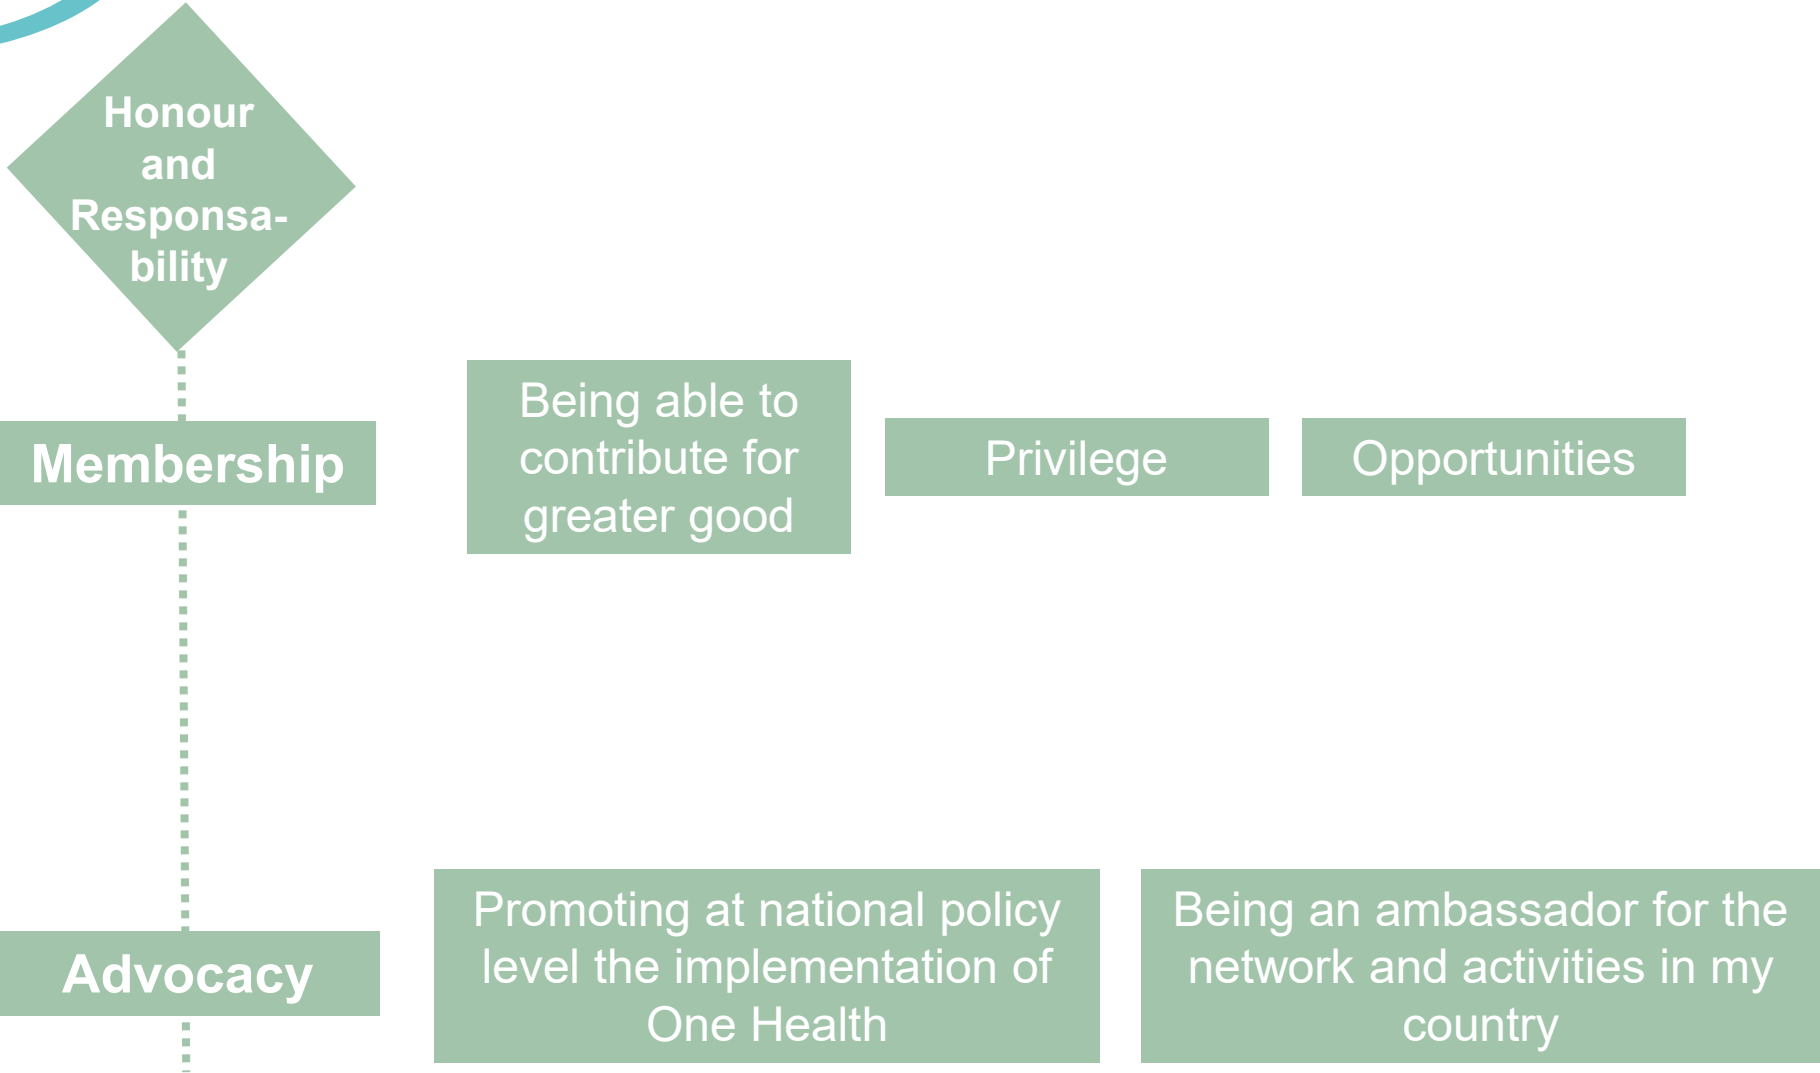 Honour
and
Responsa-
bility
Membership
Being able to
contribute for
greater good
Privilege
Opportunities
Advocacy
Promoting at national policy
level the implementation of
One Health
Being an ambassador for the
network and activities in my
country